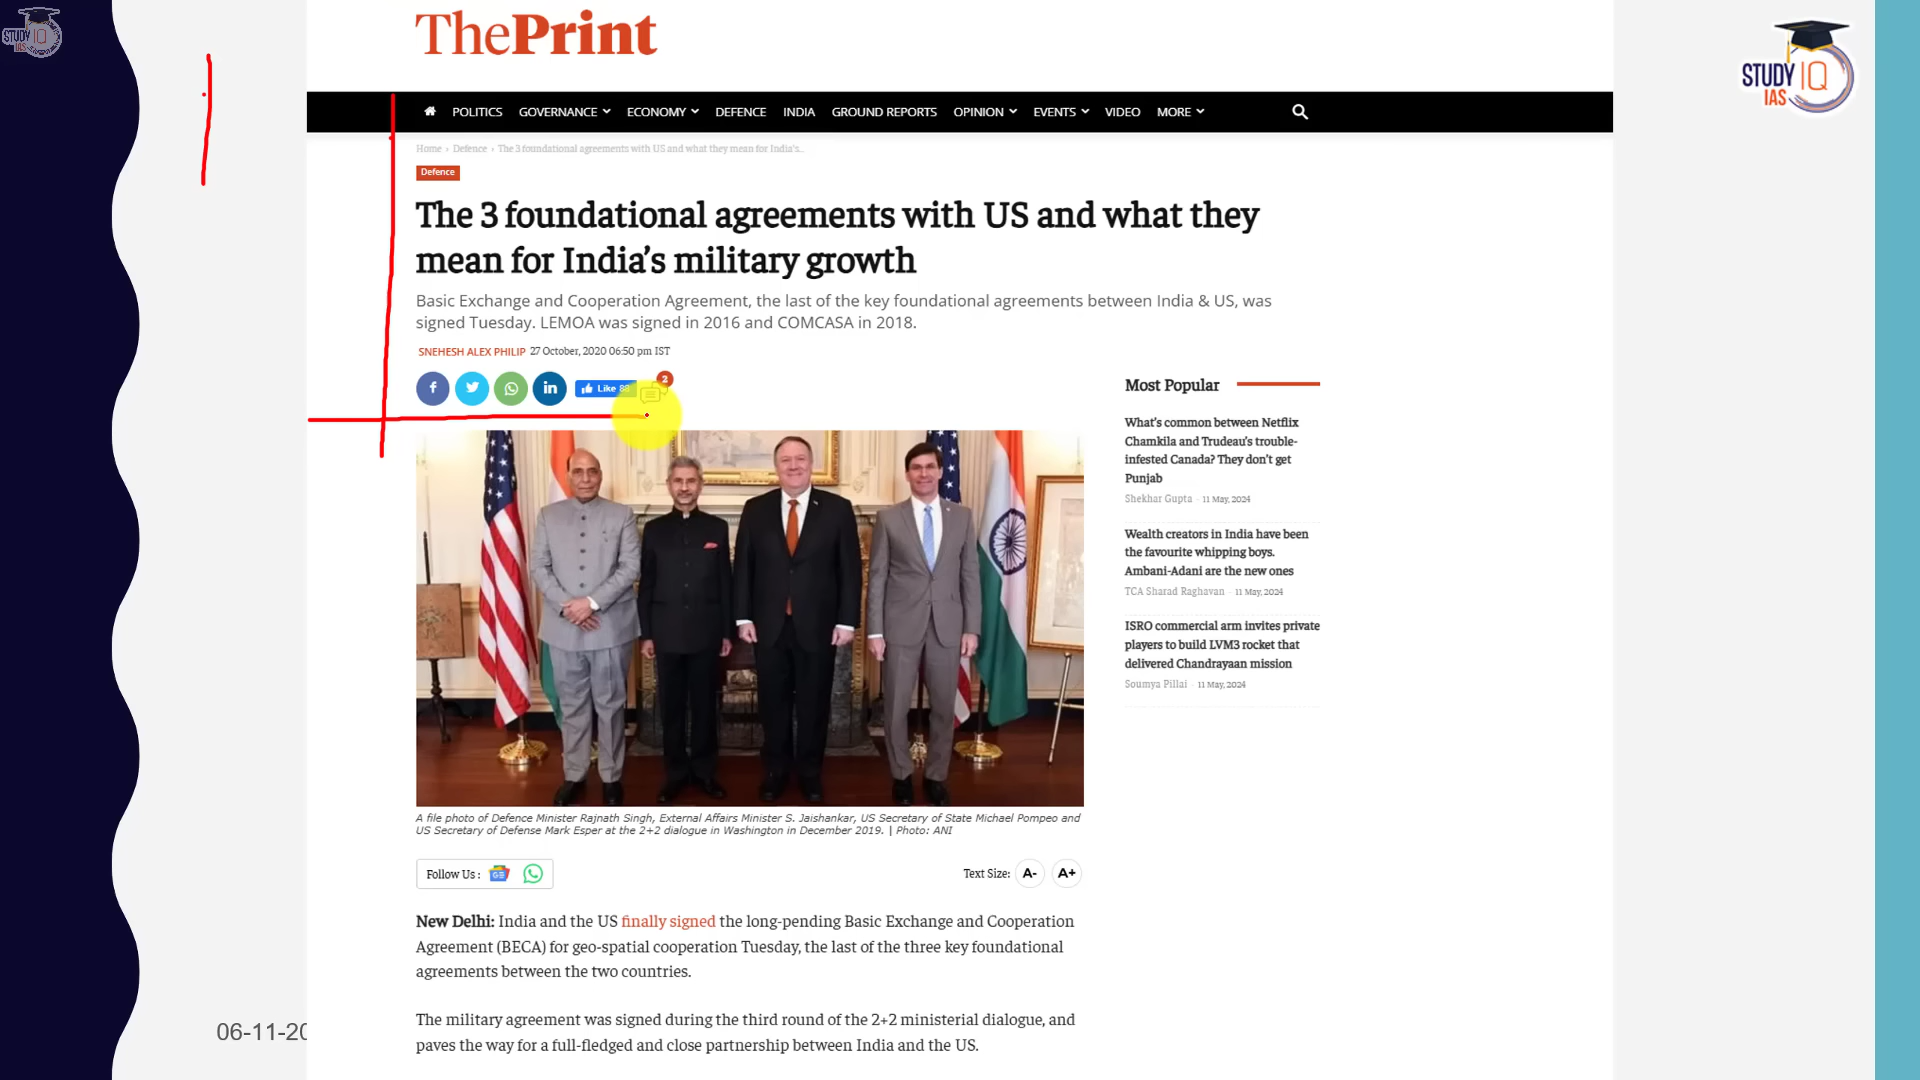 STUDY IQ
IAS
ThePrint
STUDY IQ
IAS
POLITICS GOVERNANCE ECONOMY DEFENCE INDIA GROUND REPORTS OPINION EVENTS VIDEO MORE
Home › Defence › The 3 foundational agreements with US and what they mean for India's...
Defence
The 3 foundational agreements with US and what they
mean for India’s military growth
Basic Exchange and Cooperation Agreement, the last of the key foundational agreements between India & US, was
signed Tuesday. LEMOA was signed in 2016 and COMCASA in 2018.
SNEHESH ALEX PHILIP 27 October, 2020 06:50 pm IST
Like
2
A file photo of Defence Minister Rajnath Singh, External Affairs Minister S. Jaishankar, US Secretary of State Michael Pompeo and
US Secretary of Defense Mark Esper at the 2+2 dialogue in Washington in December 2019. | Photo: ANI
Follow Us :
Text Size: A- A+
New Delhi: India and the US finally signed the long-pending Basic Exchange and Cooperation
Agreement (BECA) for geo-spatial cooperation Tuesday, the last of the three key foundational
agreements between the two countries.
The military agreement was signed during the third round of the 2+2 ministerial dialogue, and
paves the way for a full-fledged and close partnership between India and the US.
Most Popular
What’s common between Netflix
Chamkila and Trudeau’s trouble-
infested Canada? They don’t get
Punjab
Shekhar Gupta - 11 May, 2024
Wealth creators in India have been
the favourite whipping boys.
Ambani-Adani are the new ones
TCA Sharad Raghavan - 11 May, 2024
ISRO commercial arm invites private
players to build LVM3 rocket that
delivered Chandrayaan mission
Soumya Pillai - 11 May, 2024
06-11-20